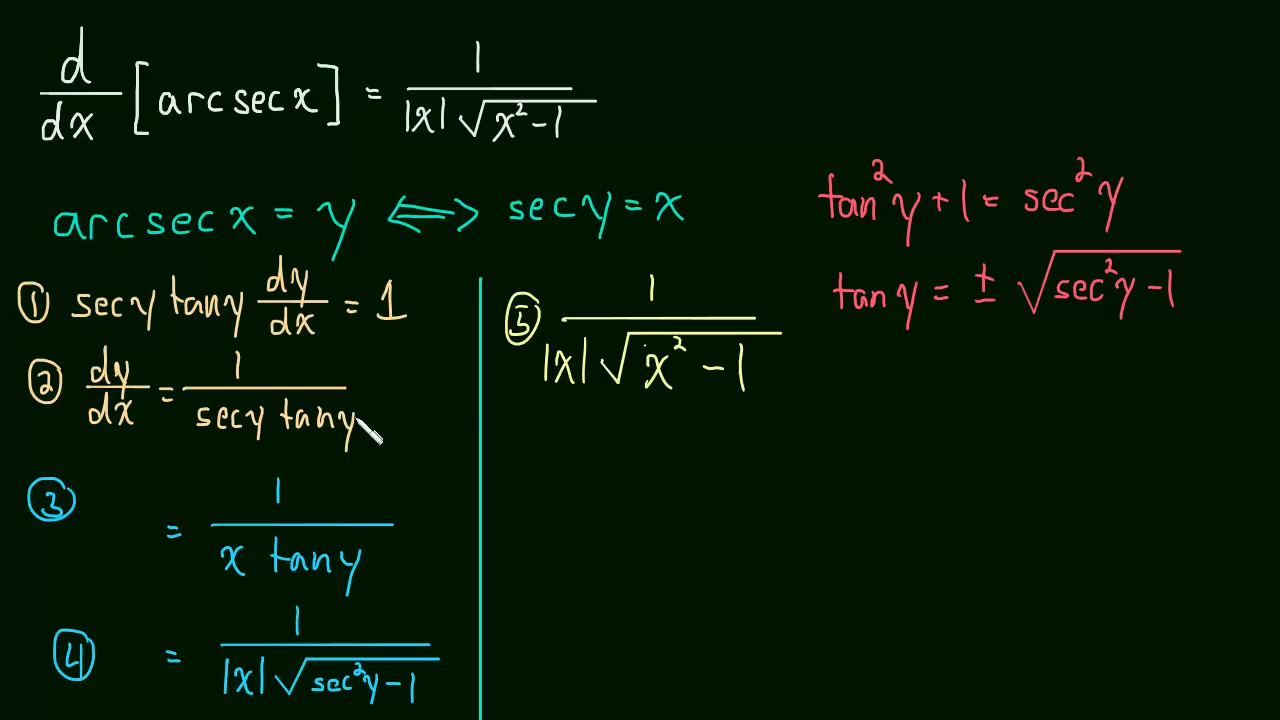 d/dx [arcsec x] = 1/(|x|√(x²-1))
arcsec x = y ⟺ sec y = x
① sec y tan y dy/dx = 1
② dy/dx = 1/(sec y tan y)
③ = 1/(x tan y)
④ = 1/(|x|√(sec²y-1))
⑤ 1/(|x|√(x²-1))
tan²y + 1 = sec²y
tan y = ± √(sec²y-1)